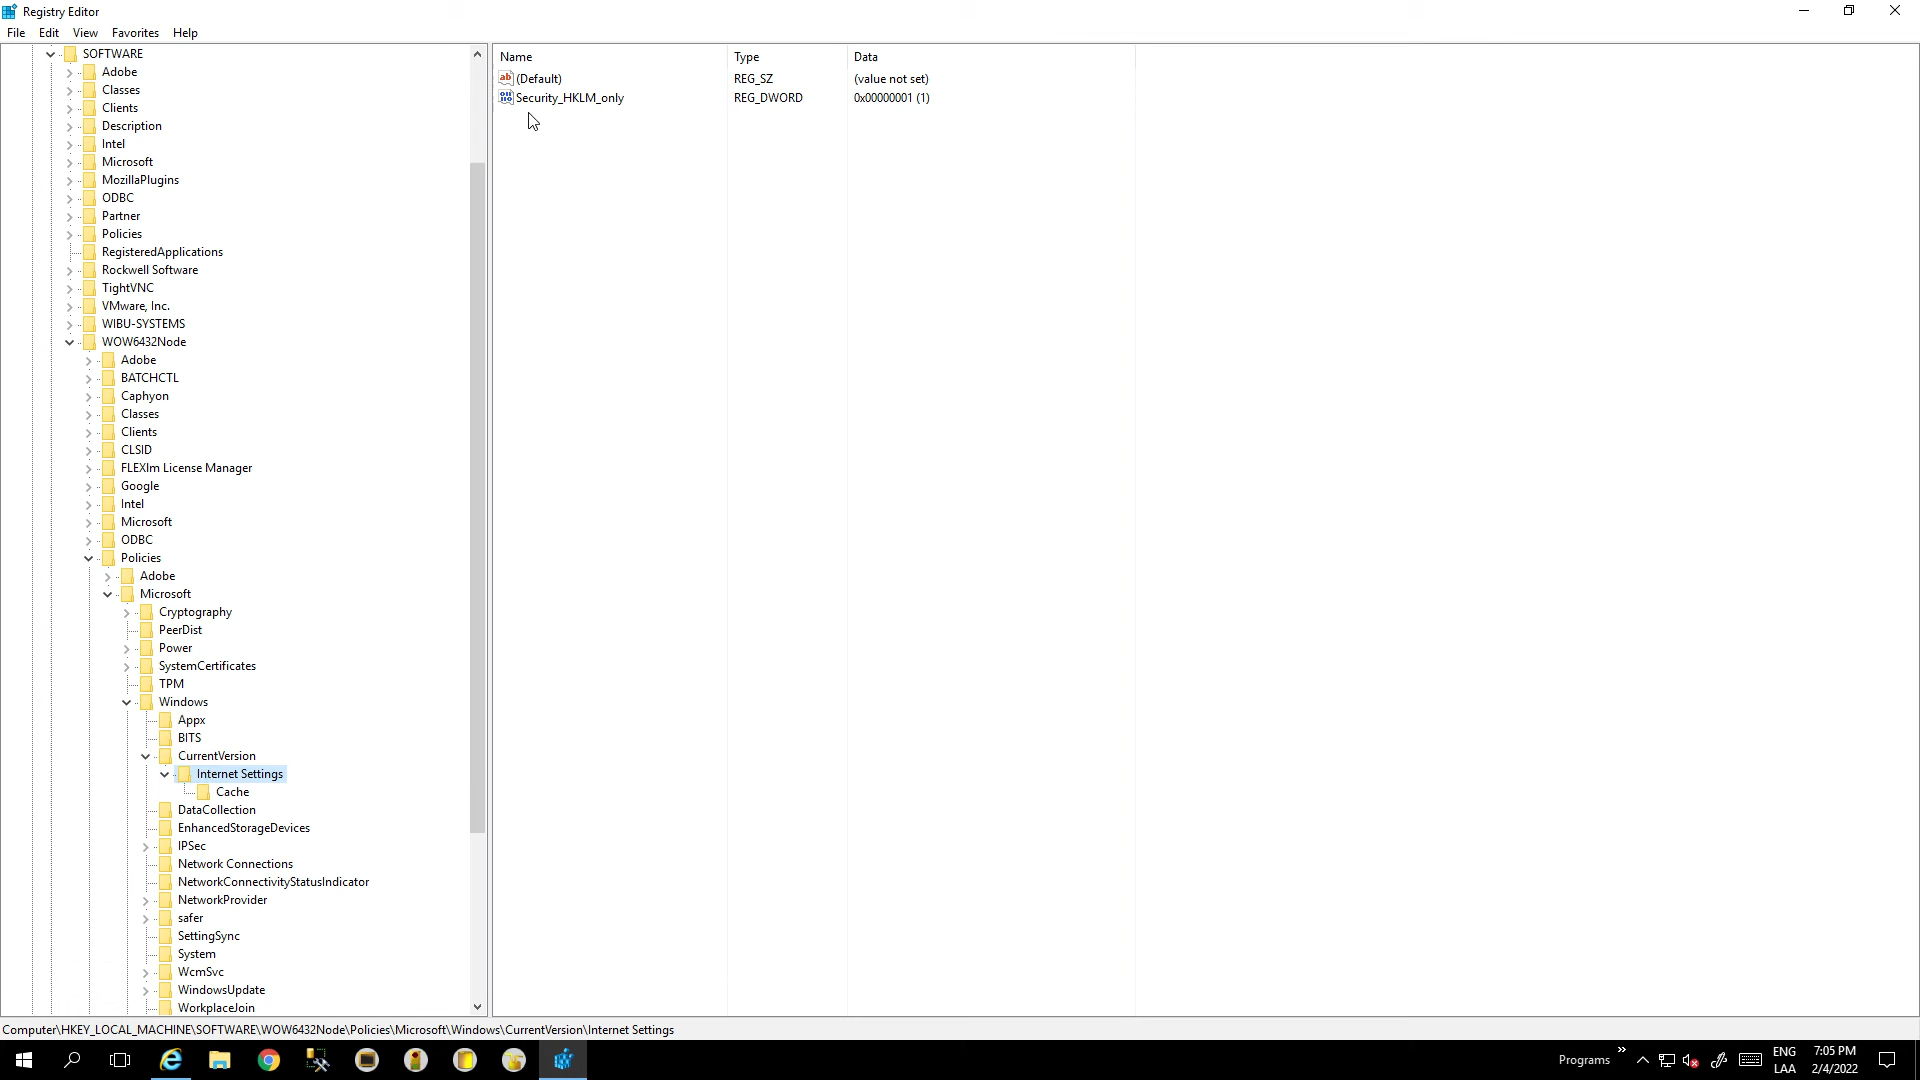 Registry Editor
File Edit View Favorites Help
SOFTWARE
Adobe
Classes
Clients
Description
Intel
Microsoft
MozillaPlugins
ODBC
Partner
Policies
RegisteredApplications
Rockwell Software
TightVNC
VMware, Inc.
WIBU-SYSTEMS
WOW6432Node
Adobe
BATCHCTL
Caphyon
Classes
Clients
CLSID
FLEXlm License Manager
Google
Intel
Microsoft
ODBC
Policies
Adobe
Microsoft
Cryptography
PeerDist
Power
SystemCertificates
TPM
Windows
Appx
BITS
CurrentVersion
Internet Settings
Cache
DataCollection
EnhancedStorageDevices
IPSec
Network Connections
NetworkConnectivityStatusIndicator
NetworkProvider
safer
SettingSync
System
WcmSvc
WindowsUpdate
WorkplaceJoin
Name Type Data
(Default) REG_SZ (value not set)
Security_HKLM_only REG_DWORD 0x00000001 (1)
Computer\HKEY_LOCAL_MACHINE\SOFTWARE\WOW6432Node\Policies\Microsoft\Windows\CurrentVersion\Internet Settings
Programs
ENG
LAA
7:05 PM
2/4/2022